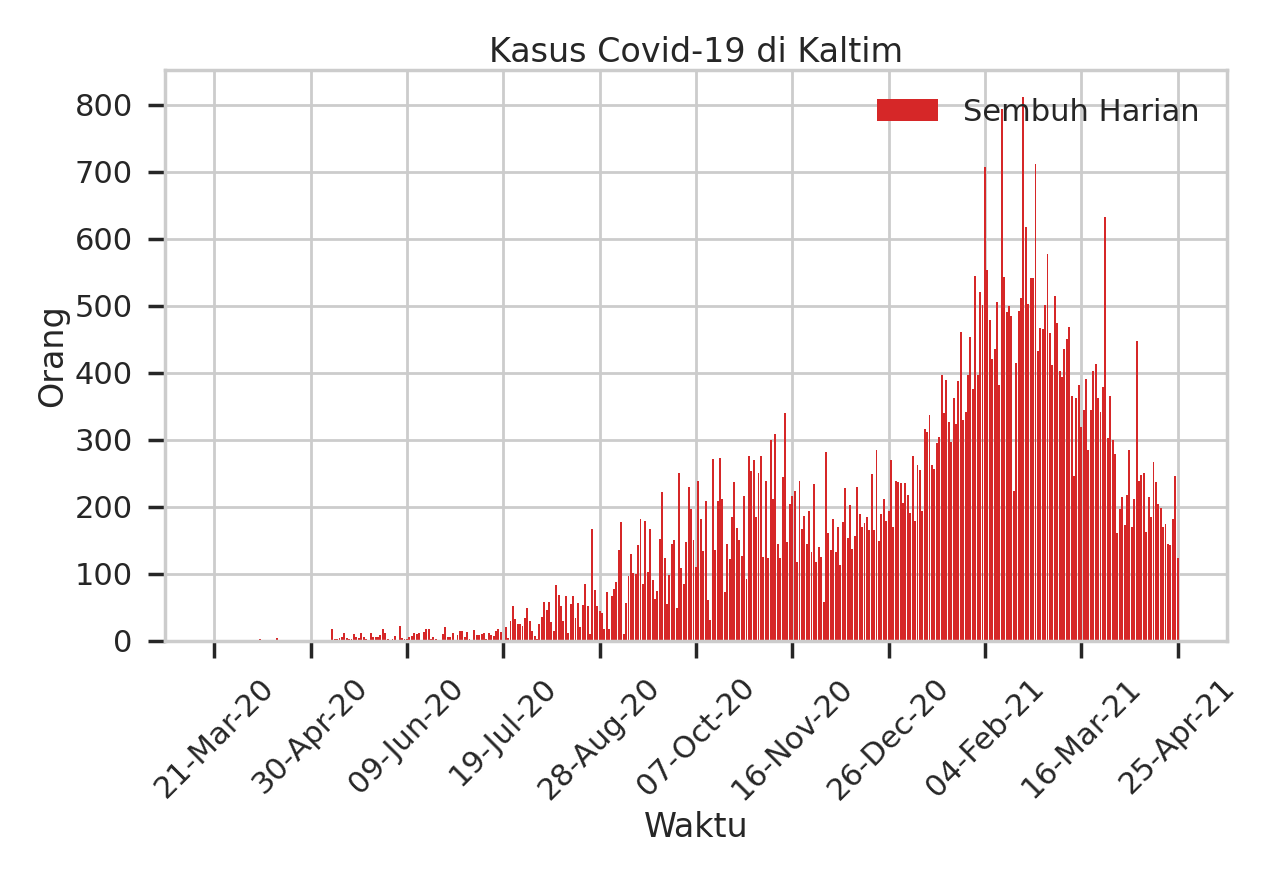 Kasus Covid-19 di Kaltim
Sembuh Harian
Orang
800
700
600
500
400
300
200
100
0
21-Mar-20
30-Apr-20
09-Jun-20
19-Jul-20
28-Aug-20
07-Oct-20
16-Nov-20
26-Dec-20
04-Feb-21
16-Mar-21
25-Apr-21
Waktu